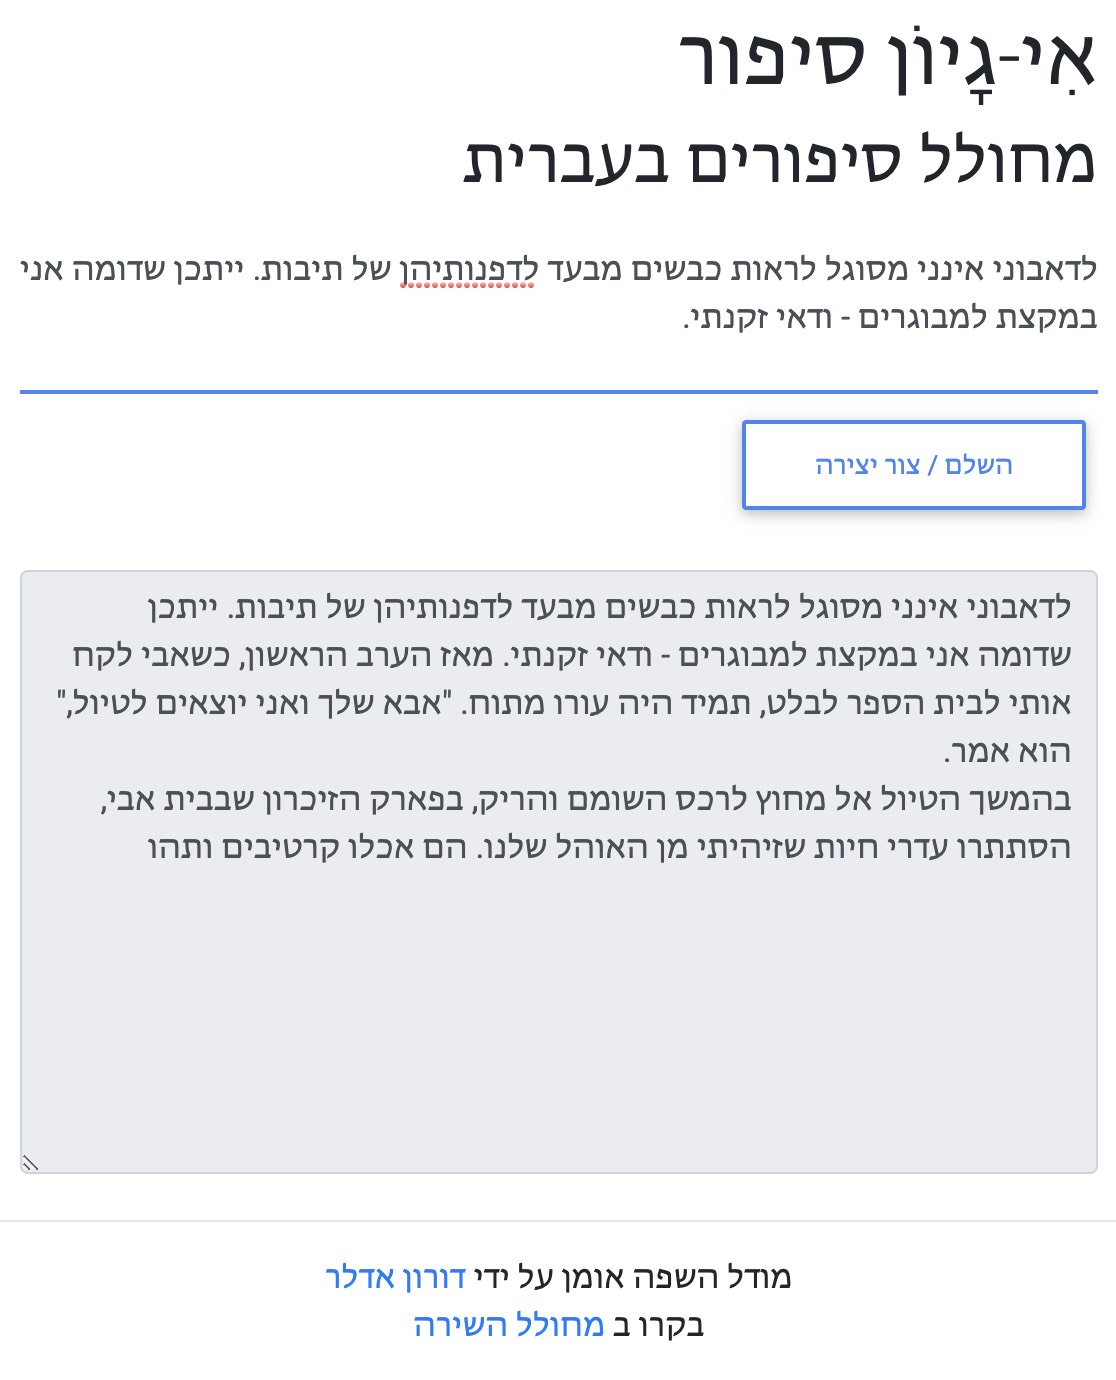 אִי-גָיוֹן סיפור
מחולל סיפורים בעברית
לדאבוני אינני מסוגל לראות כבשים מבעד לדפנותיהן של תיבות. ייתכן שדומה אני
במקצת למבוגרים - ודאי זקנתי.
השלם / צור יצירה
לדאבוני אינני מסוגל לראות כבשים מבעד לדפנותיהן של תיבות. ייתכן
שדומה אני במקצת למבוגרים - ודאי זקנתי. מאז הערב הראשון, כשאבי לקח
אותי לבית הספר לבלט, תמיד היה עורו מתוח. "אבא שלך ואני יוצאים לטיול,"
הוא אמר.
בהמשך הטיול אל מחוץ לרכס השומם והריק, בפארק הזיכרון שבבית אבי,
הסתתרו עדרי חיות שזיהיתי מן האוהל שלנו. הם אכלו קרטיבים ותהו
מודל השפה אומן על ידי דורון אדלר
בקרו ב מחולל השירה